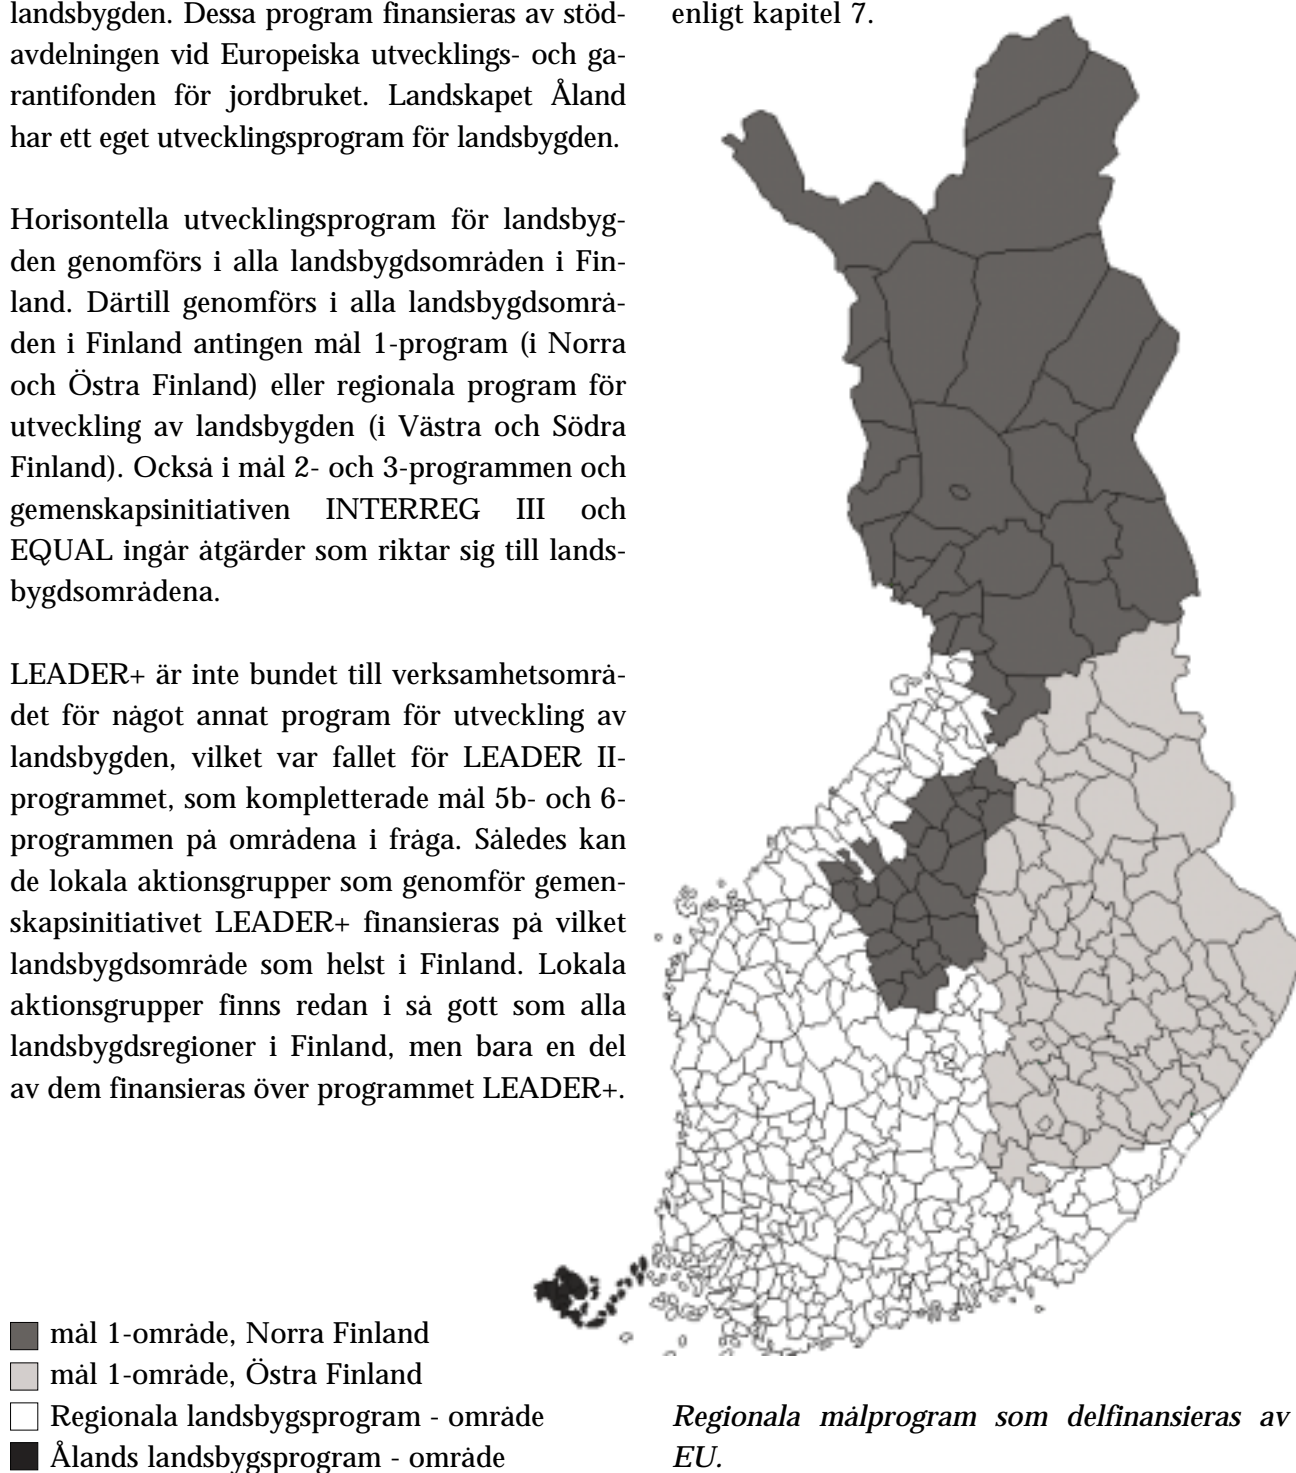 landsbygden. Dessa program finansieras av stöd-
avdelningen vid Europeiska utvecklings- och ga-
rantifonden för jordbruket. Landskapet Åland
har ett eget utvecklingsprogram för landsbygden.
Horisontella utvecklingsprogram för landsbyg-
den genomförs i alla landsbygdsområden i Fin-
land. Därtill genomförs i alla landsbygdsområ-
den i Finland antingen mål 1-program (i Norra
och Östra Finland) eller regionala program för
utveckling av landsbygden (i Västra och Södra
Finland). Också i mål 2- och 3-programmen och
gemenskapsinitiativen INTERREG III och
EQUAL ingår åtgärder som riktar sig till lands-
bygdsområdena.
LEADER+ är inte bundet till verksamhetsområ-
det för något annat program för utveckling av
landsbygden, vilket var fallet för LEADER II-
programmet, som kompletterade mål 5b- och 6-
programmen på områdena i fråga. Således kan
de lokala aktionsgrupper som genomför gemen-
skapsinitiativet LEADER+ finansieras på vilket
landsbygdsområde som helst i Finland. Lokala
aktionsgrupper finns redan i så gott som alla
landsbygdsregioner i Finland, men bara en del
av dem finansieras över programmet LEADER+.
enligt kapitel 7.
mål 1-område, Norra Finland
mål 1-område, Östra Finland
Regionala landsbygsprogram - område
Ålands landsbygsprogram - område
Regionala målprogram som delfinansieras av
EU.